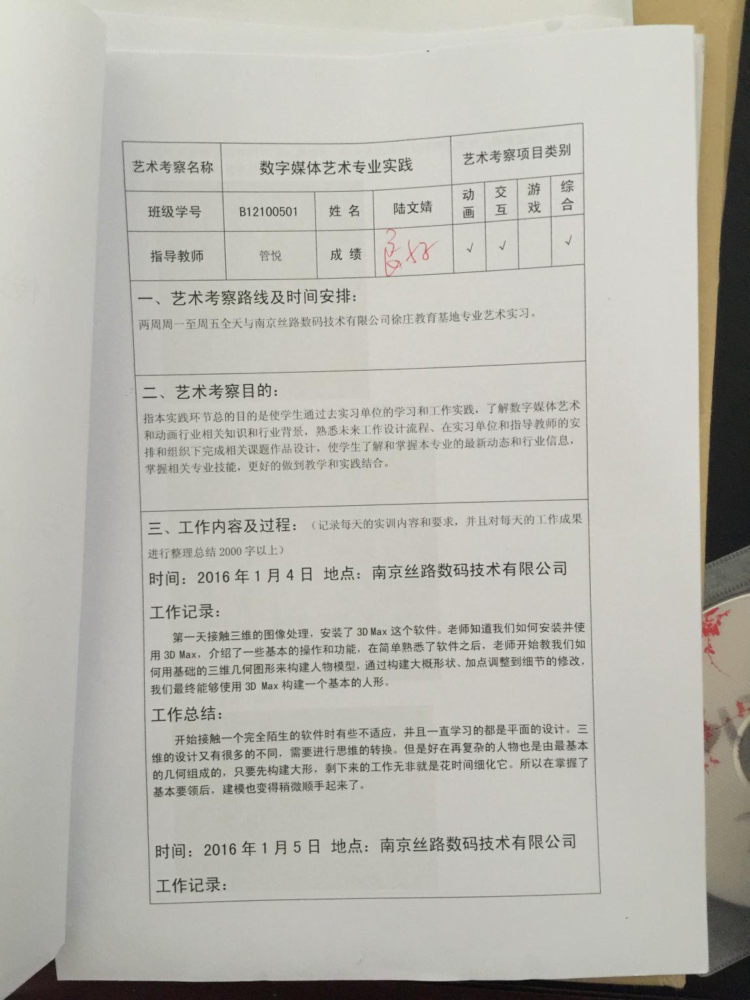 艺术考察名称 数字媒体艺术专业实践 艺术考察项目类别
班级学号 B12100501 姓 名 陆文婧 动画 交互 游戏 综合
指导教师 管悦 成 绩 良好 √ √ √
一、艺术考察路线及时间安排：
两周周一至周五全天与南京丝路数码技术有限公司徐庄教育基地专业艺术实习。
二、艺术考察目的：
指本实践环节总的目的是使学生通过去实习单位的学习和工作实践，了解数字媒体艺术
和动画行业相关知识和行业背景，熟悉未来工作设计流程、在实习单位和指导教师的安
排和组织下完成相关课题作品设计，使学生了解和掌握本专业的最新动态和行业信息，
掌握相关专业技能，更好的做到教学和实践结合。
三、工作内容及过程：（记录每天的实训内容和要求，并且对每天的工作成果
进行整理总结 2000 字以上）
时间：2016 年 1 月 4 日 地点：南京丝路数码技术有限公司
工作记录：
第一天接触三维的图像处理，安装了 3D Max 这个软件。老师知道我们如何安装并使
用 3D Max，介绍了一些基本的操作和功能，在简单熟悉了软件之后，老师开始教我们如
何用基础的三维几何图形来构建人物模型，通过构建大概形状、加点调整到细节的修改，
我们最终能够使用 3D Max 构建一个基本的人形。
工作总结：
开始接触一个完全陌生的软件时有些不适应，并且一直学习的都是平面的设计。三
维的设计又有很多的不同，需要进行思维的转换。但是好在再复杂的人物也是由最基本
的几何组成的，只要先构建大形，剩下来的工作无非就是花时间细化它。所以在掌握了
基本要领后，建模也变得稍微顺手起来了。
时间：2016 年 1 月 5 日 地点：南京丝路数码技术有限公司
工作记录：